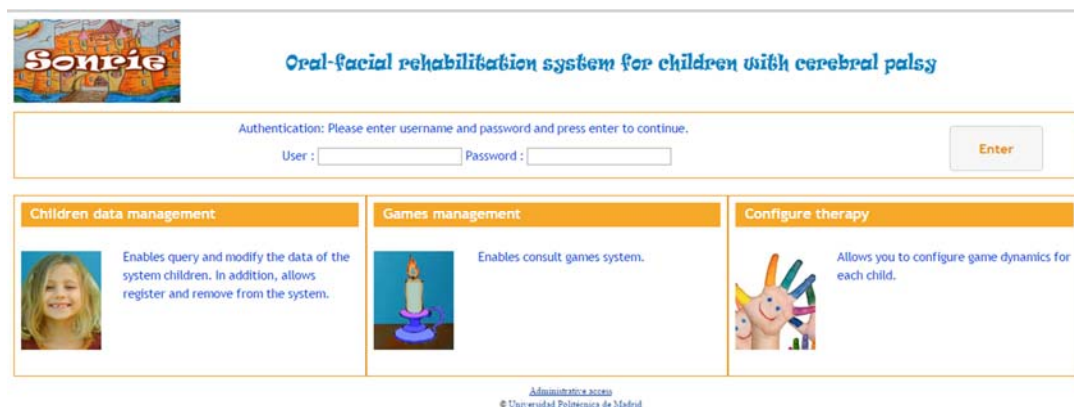 Sonríe
Oral-facial rehabilitation system for children with cerebral palsy
Authentication: Please enter username and password and press enter to continue.
User : Password :
Enter
Children data management
Enables query and modify the data of the
system children. In addition, allows
register and remove from the system.
Games management
Enables consult games system.
Configure therapy
Allows you to configure game dynamics for
each child.
Administrative access
© Universidad Politécnica de Madrid